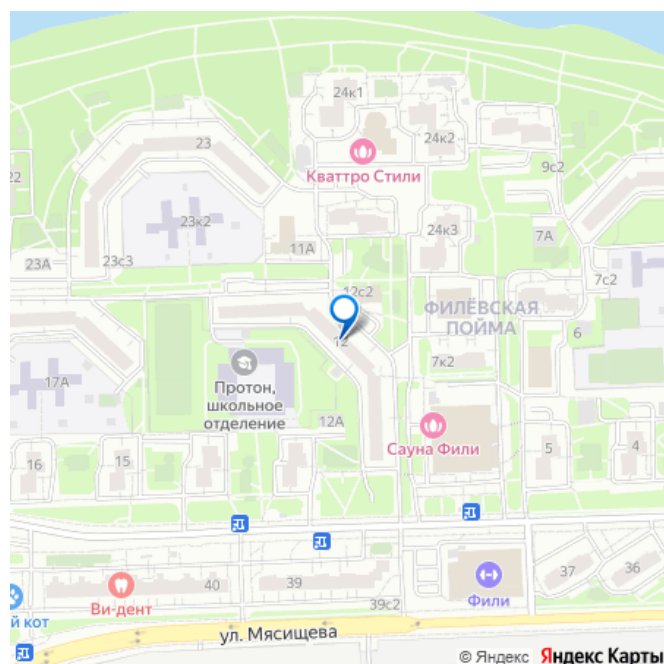 24к1
23
24к2
Кваттро Стили
9с2
22
23к2
24к3
7А
11А
23А
23с3
7с2
12с2
ФИЛЁВСКАЯ
ПОЙМА
6
12
7к2
17А
Протон,
школьное
отделение
12А
Сауна Фили
16
15
5
4
40
39
37
36
Ви-дент
Фили
й кот
39с2
ул. Мясищева
© Яндекс Яндекс Карты